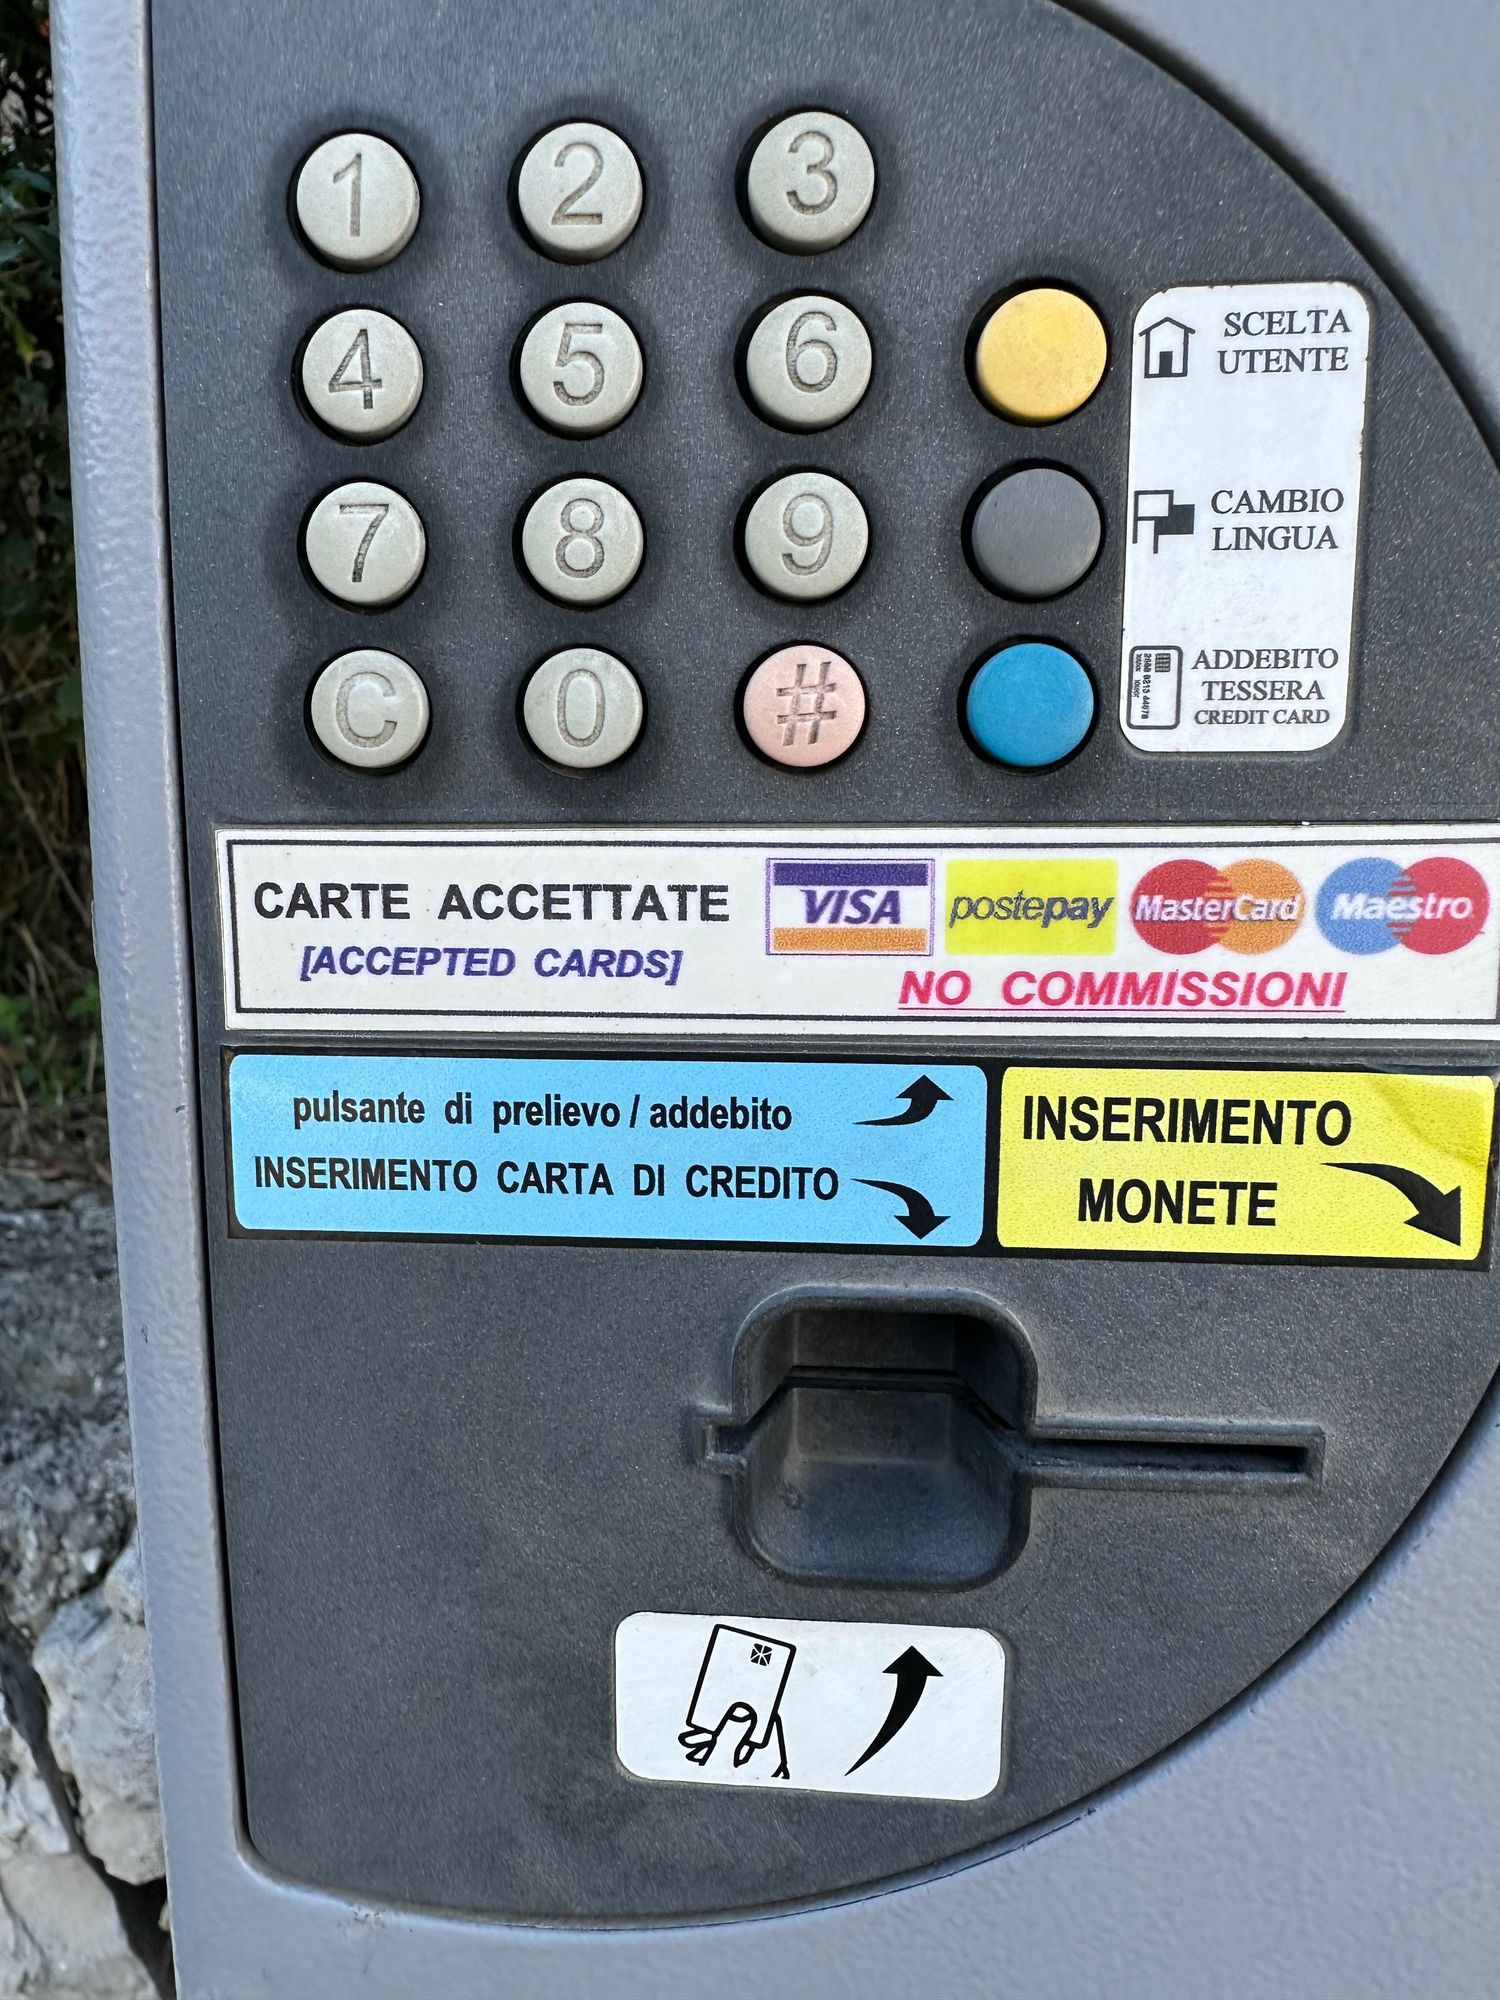 1 2 3
4 5 6
7 8 9
C 0 #
SCELTA
UTENTE
CAMBIO
LINGUA
ADDEBITO
TESSERA
CREDIT CARD
CARTE ACCETTATE
[ACCEPTED CARDS]
VISA postepay MasterCard Maestro
NO COMMISSIONI
pulsante di prelievo / addebito
INSERIMENTO CARTA DI CREDITO
INSERIMENTO
MONETE